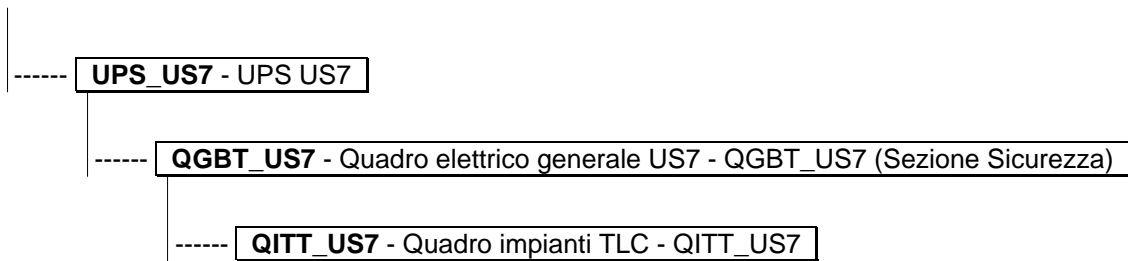 ------ UPS_US7 - UPS US7
------ QGBT_US7 - Quadro elettrico generale US7 - QGBT_US7 (Sezione Sicurezza)
------ QITT_US7 - Quadro impianti TLC - QITT_US7